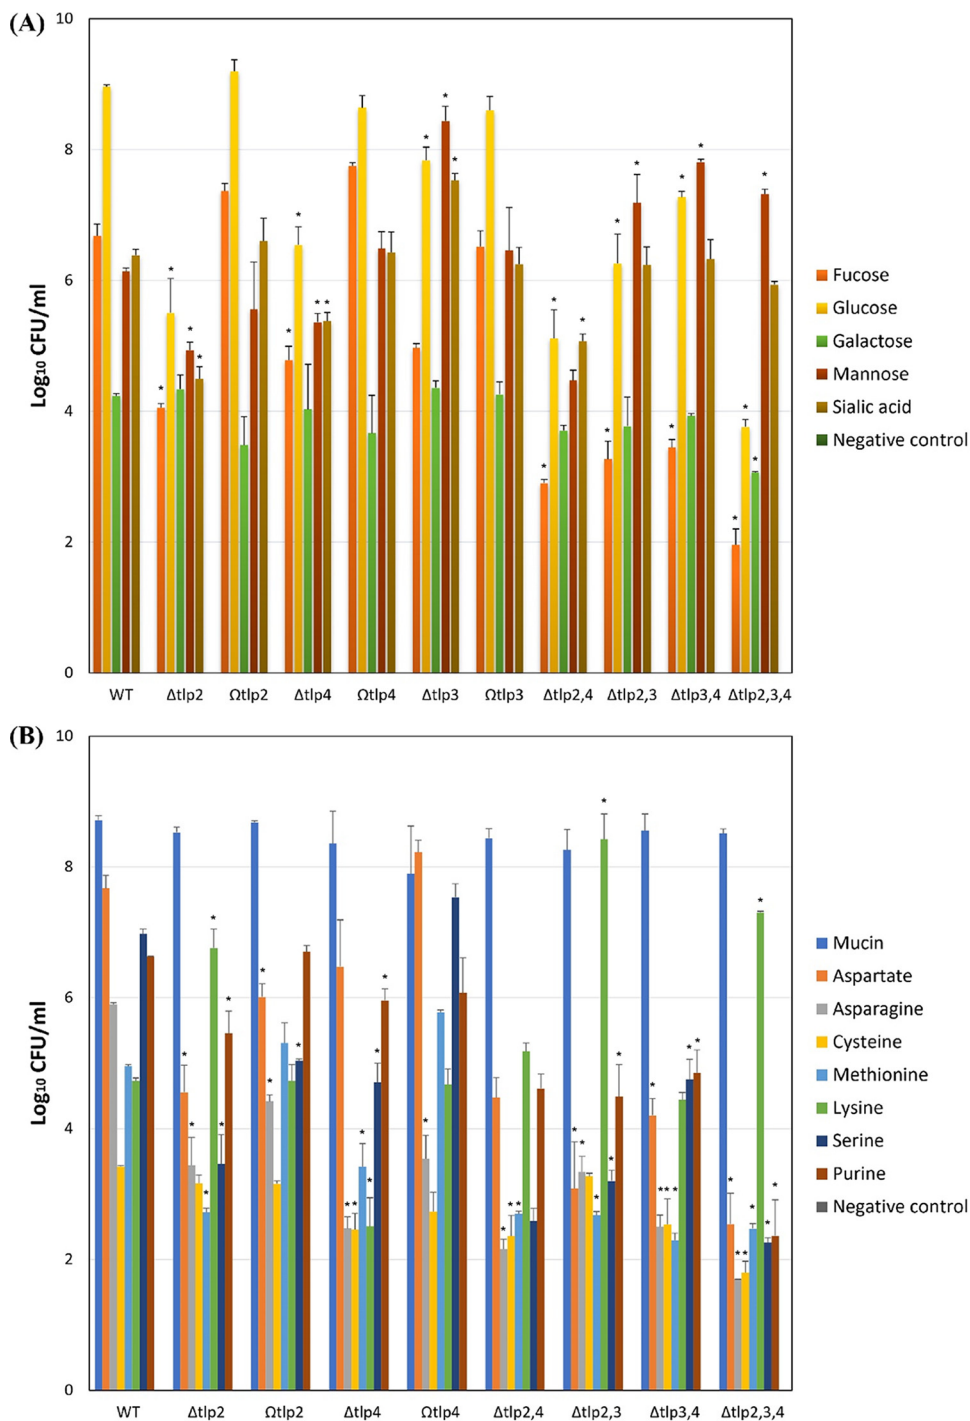 (A)
10
8
6
4
2
0
Log₁₀ CFU/ml
WT Δtlp2 Ωtlp2 Δtlp4 Ωtlp4 Δtlp3 Ωtlp3 Δtlp2,4 Δtlp2,3 Δtlp3,4 Δtlp2,3,4
Fucose
Glucose
Galactose
Mannose
Sialic acid
Negative control
(B)
10
8
6
4
2
0
Log₁₀ CFU/ml
WT Δtlp2 Ωtlp2 Δtlp4 Ωtlp4 Δtlp2,4 Δtlp2,3 Δtlp3,4 Δtlp2,3,4
Mucin
Aspartate
Asparagine
Cysteine
Methionine
Lysine
Serine
Purine
Negative control